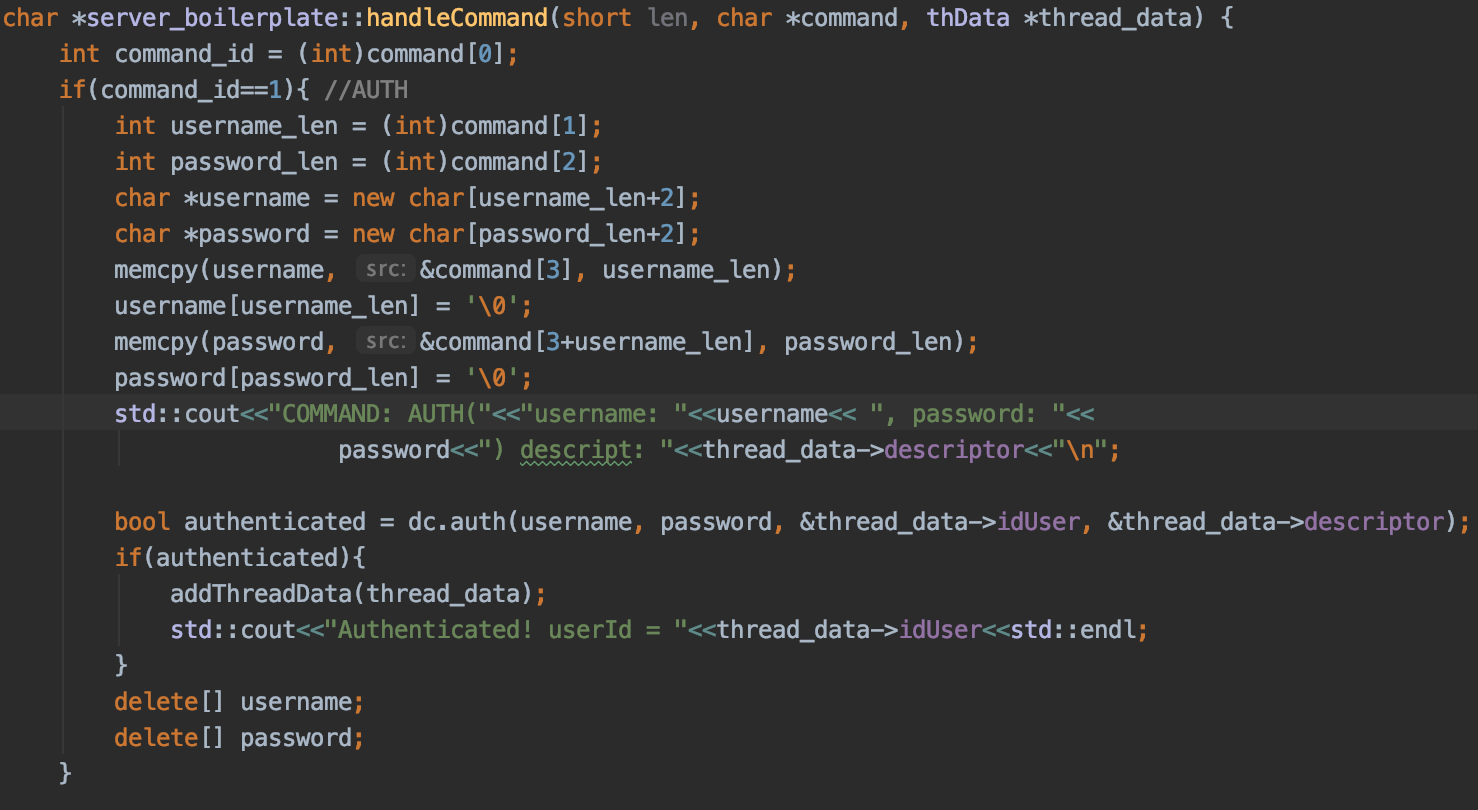 char *server_boilerplate::handleCommand(short len, char *command, thData *thread_data) {
    int command_id = (int)command[0];
    if(command_id==1){ //AUTH
        int username_len = (int)command[1];
        int password_len = (int)command[2];
        char *username = new char[username_len+2];
        char *password = new char[password_len+2];
        memcpy(username, src: &command[3], username_len);
        username[username_len] = '\0';
        memcpy(password, src: &command[3+username_len], password_len);
        password[password_len] = '\0';
        std::cout<<"COMMAND: AUTH("<<"username: "<<username<< ", password: "<<
                        password<<") descript: "<<thread_data->descriptor<<"\n";
        bool authenticated = dc.auth(username, password, &thread_data->idUser, &thread_data->descriptor);
        if(authenticated){
            addThreadData(thread_data);
            std::cout<<"Authenticated! userId = "<<thread_data->idUser<<std::endl;
        }
        delete[] username;
        delete[] password;
    }